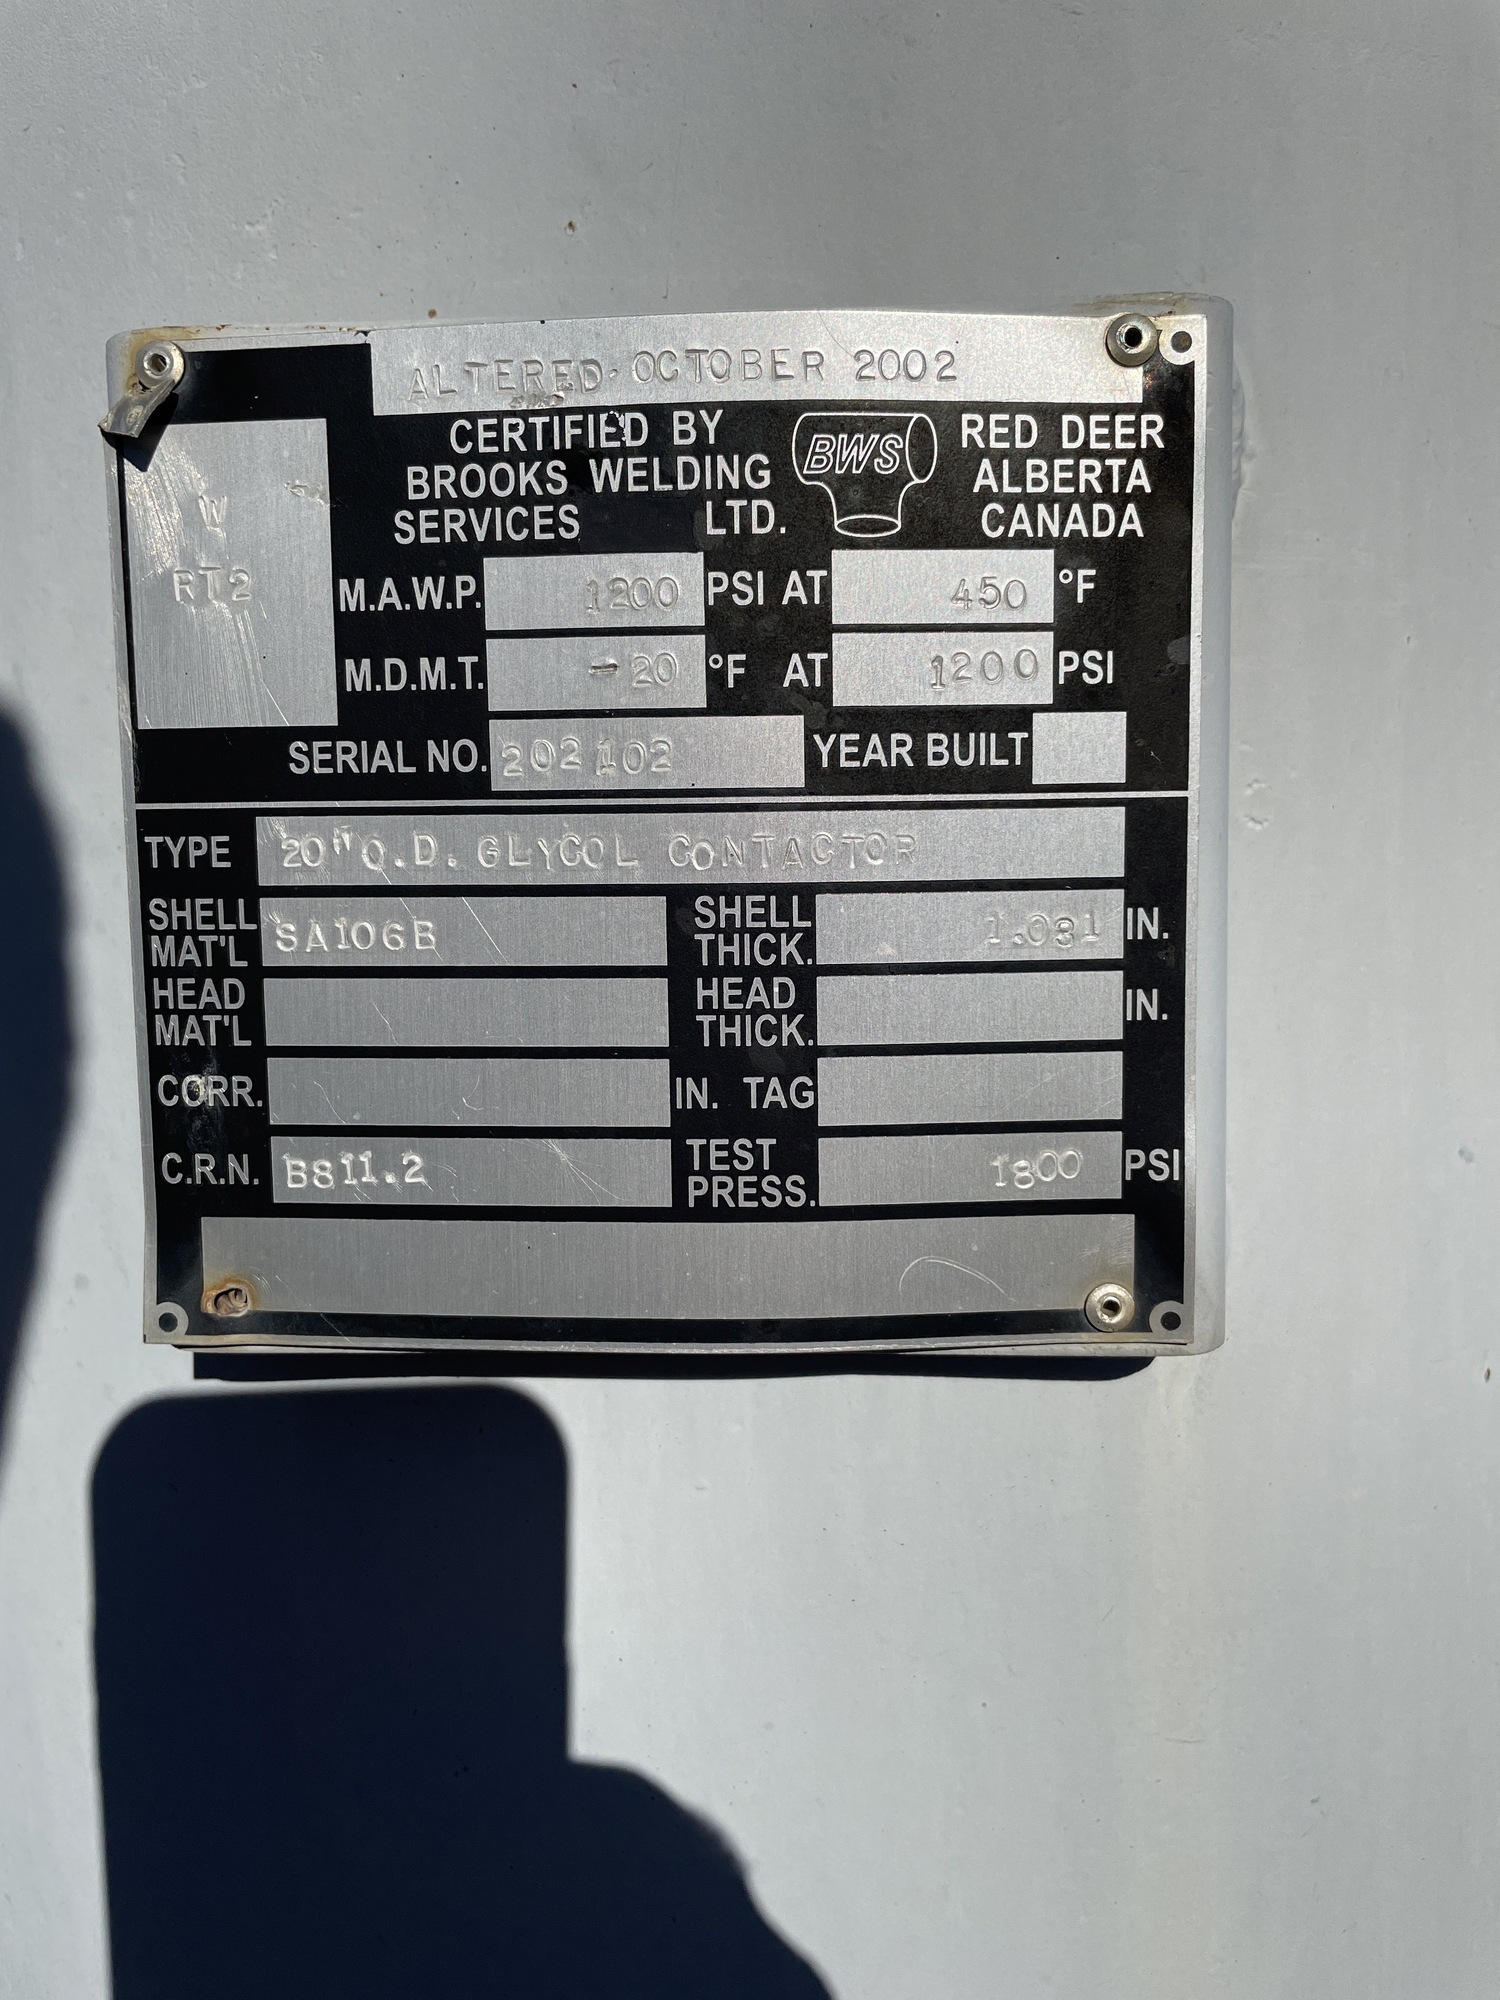 ALTERED OCTOBER 2002
CERTIFIED BY
BROOKS WELDING
SERVICES LTD.
BWS
RED DEER
ALBERTA
CANADA
W
RT2
M.A.W.P. 1200 PSI AT 450 °F
M.D.M.T. -20 °F AT 1200 PSI
SERIAL NO. 202102 YEAR BUILT
TYPE 20" O.D. GLYCOL CONTACTOR
SHELL MAT'L SA106B SHELL THICK. 1.031 IN.
HEAD MAT'L HEAD THICK. IN.
CORR. IN. TAG
C.R.N. B811.2 TEST PRESS. 1800 PSI